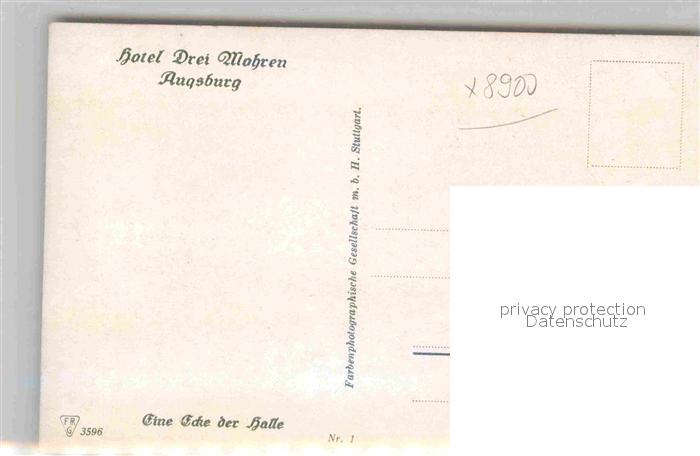 Hotel Drei Mohren
Augsburg
x8900
Farbenphotographische Gesellschaft m. b. H. Stuttgart.
privacy protection
Datenschutz
Eine Ecke der Halle
3596
Nr. 1